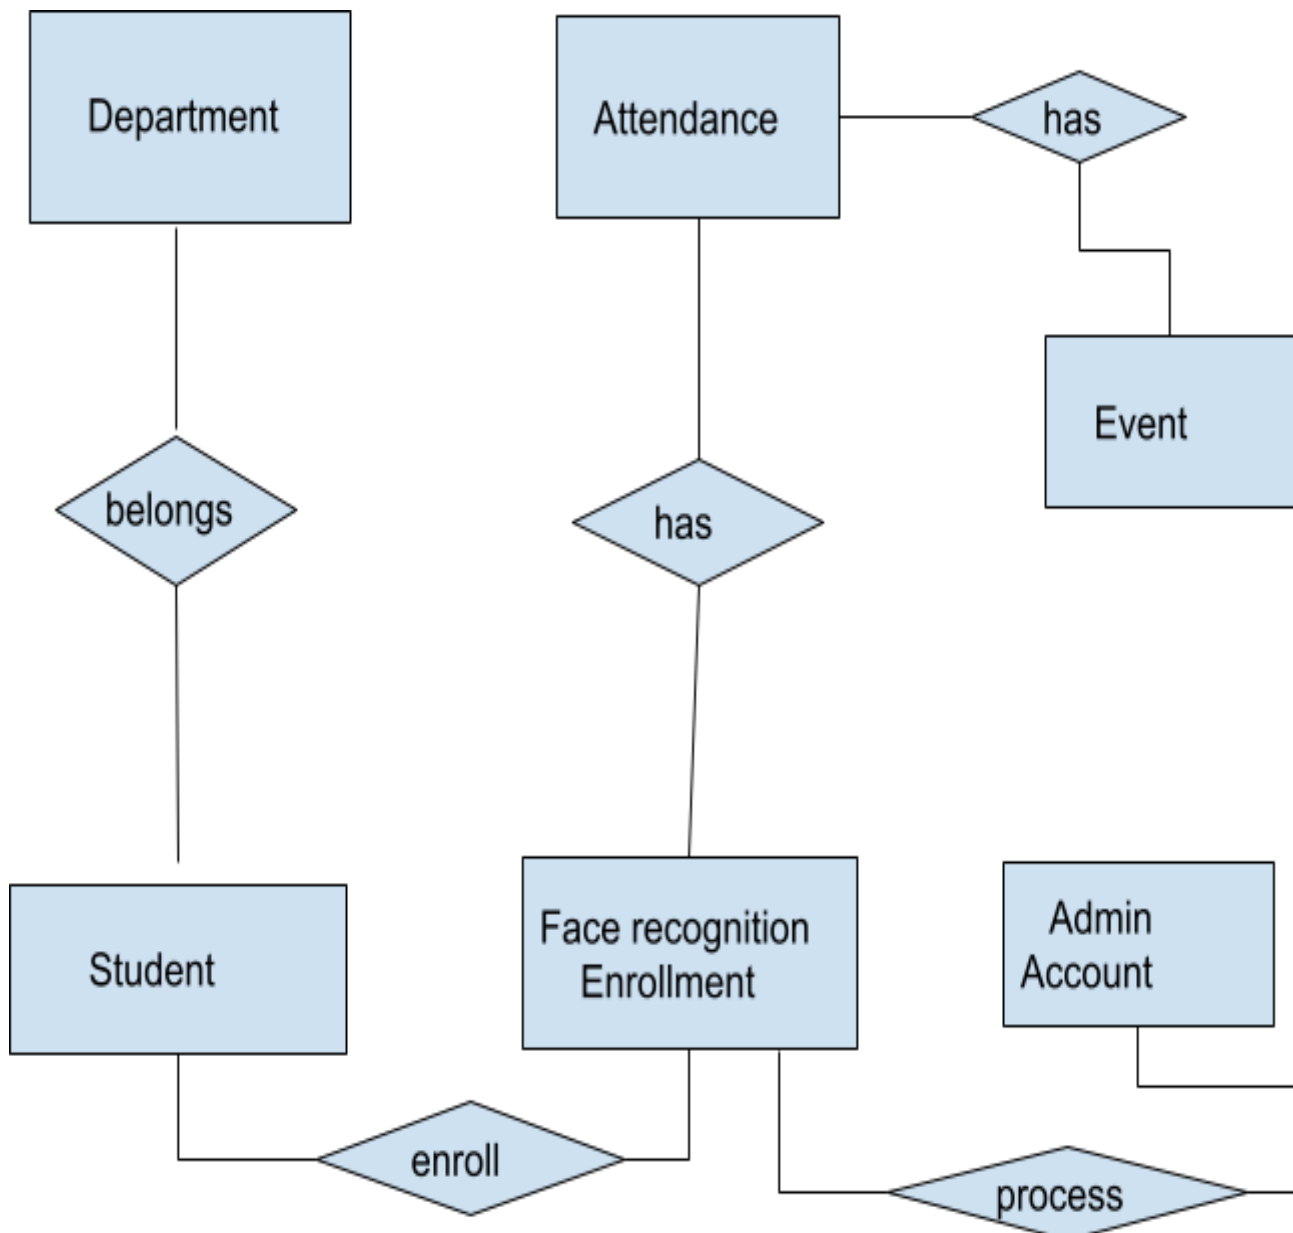 Department
Attendance
has
Event
belongs
has
Student
Face recognition
Enrollment
Admin
Account
enroll
process